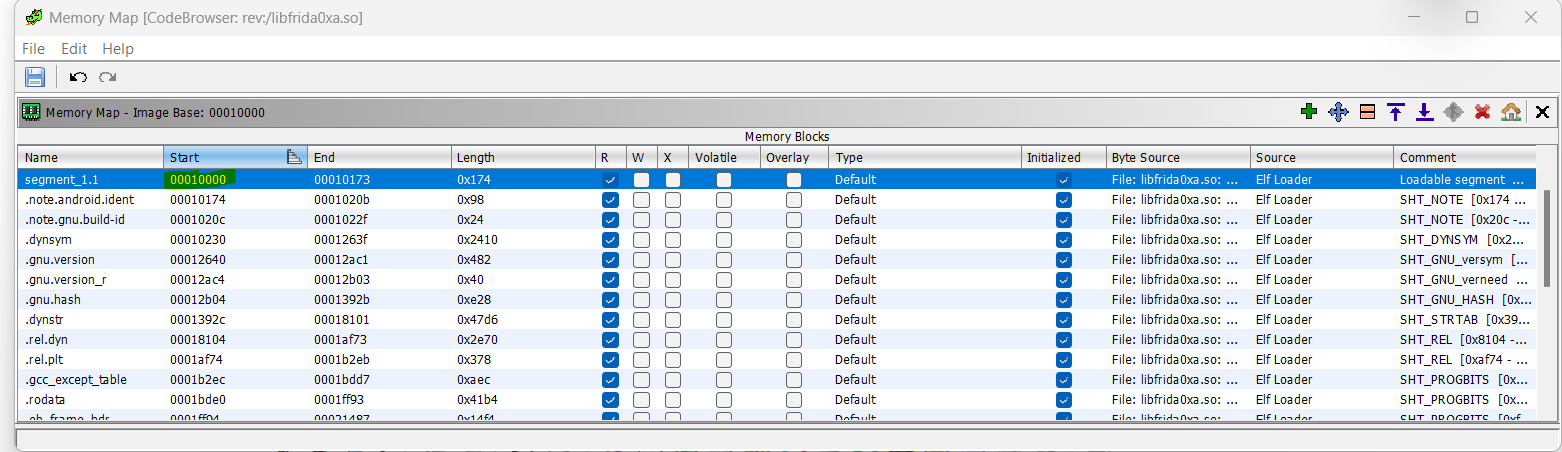 Memory Map [CodeBrowser: rev:/libfrida0xa.so]
File Edit Help
Memory Map - Image Base: 00010000
Memory Blocks
Name Start End Length R W X Volatile Overlay Type Initialized Byte Source Source Comment
segment_1.1 00010000 00010173 0x174 Default File: libfrida0xa.so: ... Elf Loader Loadable segment ...
.note.android.ident 00010174 0001020b 0x98 Default File: libfrida0xa.so: ... Elf Loader SHT_NOTE [0x174 ...
.note.gnu.build-id 0001020c 0001022f 0x24 Default File: libfrida0xa.so: ... Elf Loader SHT_NOTE [0x20c -...
.dynsym 00010230 0001263f 0x2410 Default File: libfrida0xa.so: ... Elf Loader SHT_DYNSYM [0x2...
.gnu.version 00012640 00012ac1 0x482 Default File: libfrida0xa.so: ... Elf Loader SHT_GNU_versym [...
.gnu.version_r 00012ac4 00012b03 0x40 Default File: libfrida0xa.so: ... Elf Loader SHT_GNU_verneed ...
.gnu.hash 00012b04 0001392b 0xe28 Default File: libfrida0xa.so: ... Elf Loader SHT_GNU_HASH [0x...
.dynstr 0001392c 00018101 0x47d6 Default File: libfrida0xa.so: ... Elf Loader SHT_STRTAB [0x39...
.rel.dyn 00018104 0001af73 0x2e70 Default File: libfrida0xa.so: ... Elf Loader SHT_REL [0x8104 -...
.rel.plt 0001af74 0001b2eb 0x378 Default File: libfrida0xa.so: ... Elf Loader SHT_REL [0xaf74 - ...
.gcc_except_table 0001b2ec 0001bdd7 0xaec Default File: libfrida0xa.so: ... Elf Loader SHT_PROGBITS [0x...
.rodata 0001bde0 0001ff93 0x41b4 Default File: libfrida0xa.so: ... Elf Loader SHT_PROGBITS [0x...
.eh_frame_hdr 0001ff94 00021487 0x14f4 Default File: libfrida0xa.so: ... Elf Loader SHT_PROGBITS [0xf...